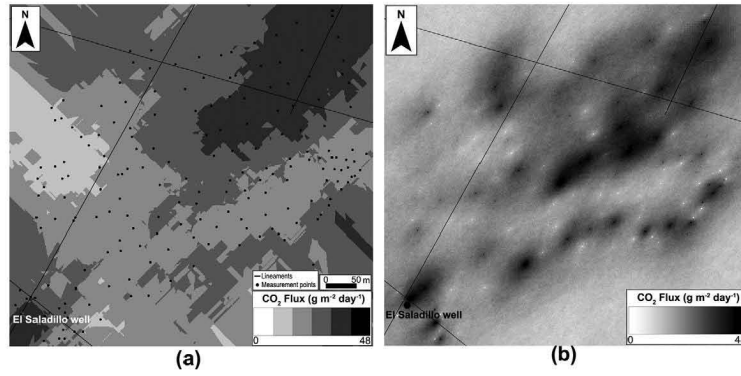 N
N
Lineaments
Measurement points
0 50 m
CO₂ Flux (g m⁻² day⁻¹)
0 48
El Saladillo well
CO₂ Flux (g m⁻² day⁻¹)
0 4
El Saladillo well
(a)
(b)